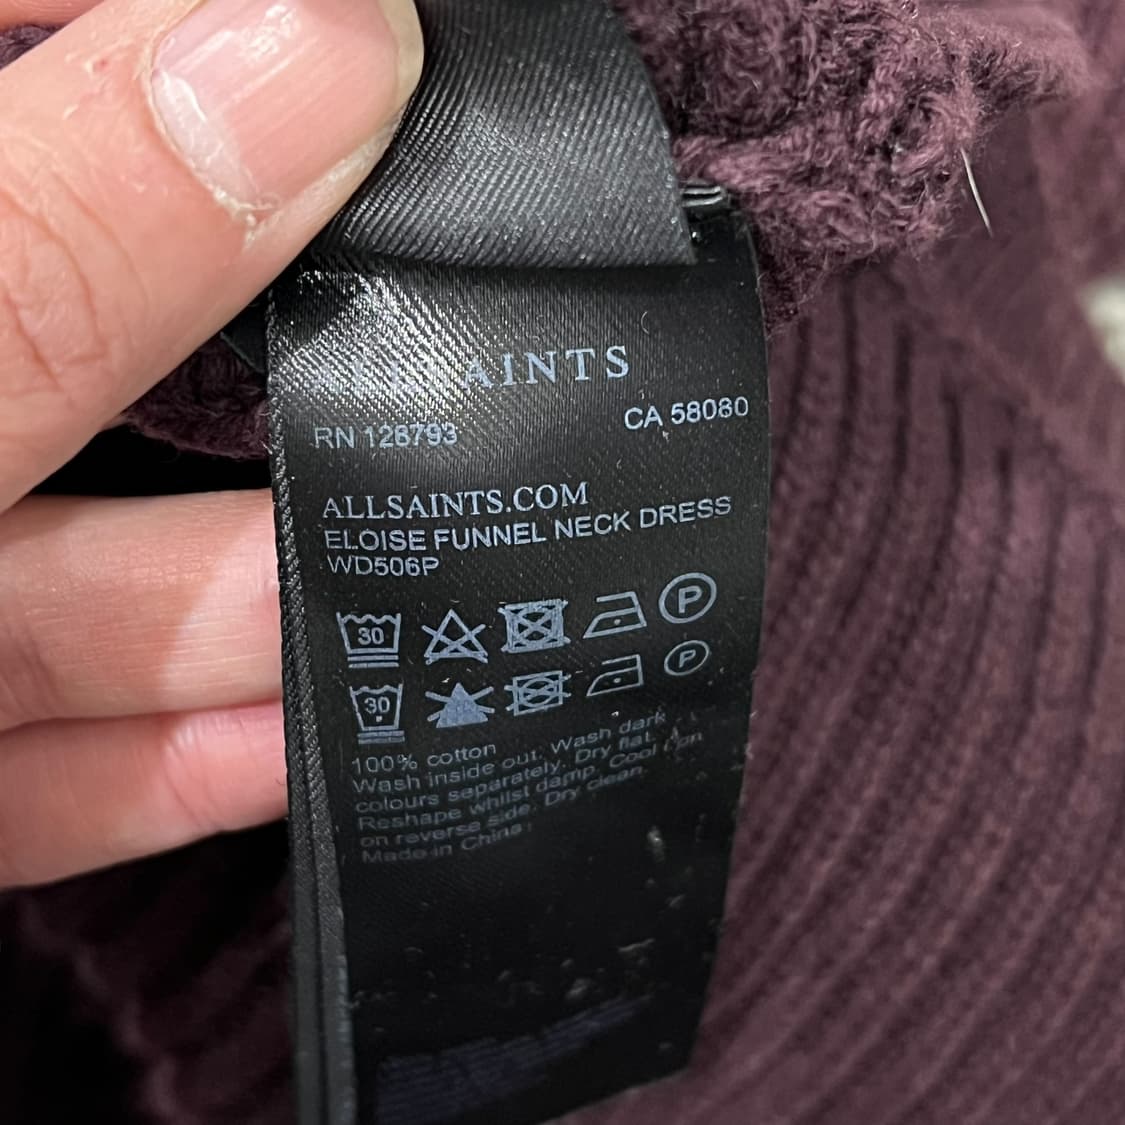 ALLSAINTS
RN 128793
CA 58080
ALLSAINTS.COM
ELOISE FUNNEL NECK DRESS
WD506P
30
P
30
P
100% cotton
Wash inside out. Wash dark
colours separately. Dry flat.
Reshape whilst damp. Cool iron
on reverse side. Dry clean.
Made in China